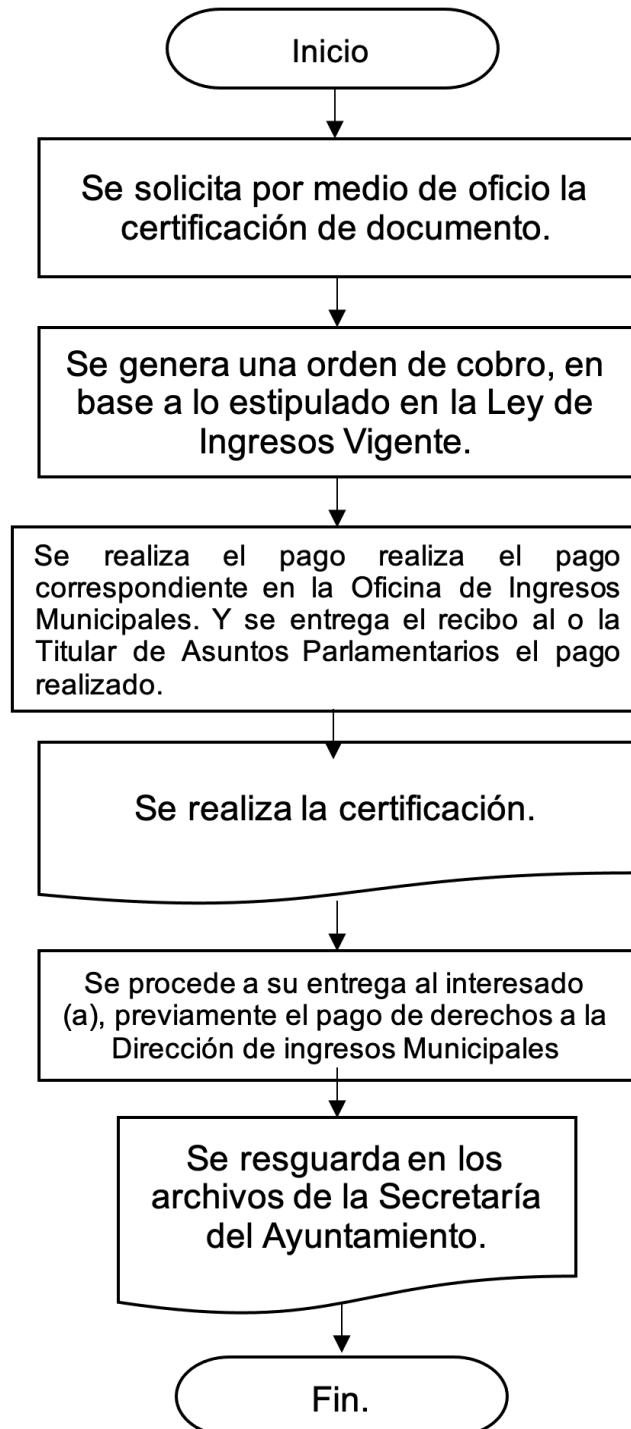 Inicio
Se solicita por medio de oficio la
certificación de documento.
Se genera una orden de cobro, en
base a lo estipulado en la Ley de
Ingresos Vigente.
Se realiza el pago realiza el pago
correspondiente en la Oficina de Ingresos
Municipales. Y se entrega el recibo al o la
Titular de Asuntos Parlamentarios el pago
realizado.
Se realiza la certificación.
Se procede a su entrega al interesado
(a), previamente el pago de derechos a la
Dirección de ingresos Municipales
Se resguarda en los
archivos de la Secretaría
del Ayuntamiento.
Fin.